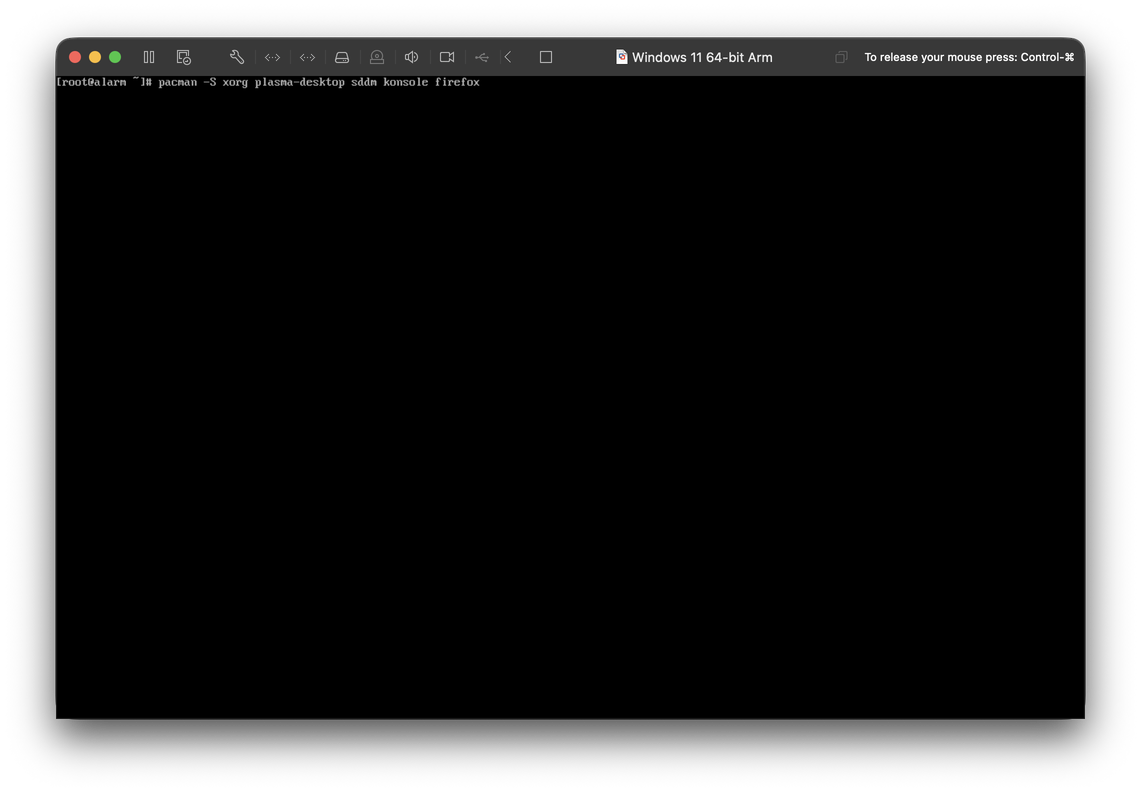 Windows 11 64-bit Arm
To release your mouse press: Control-⌘
[root@alarm ~]# pacman -S xorg plasma-desktop sddm konsole firefox